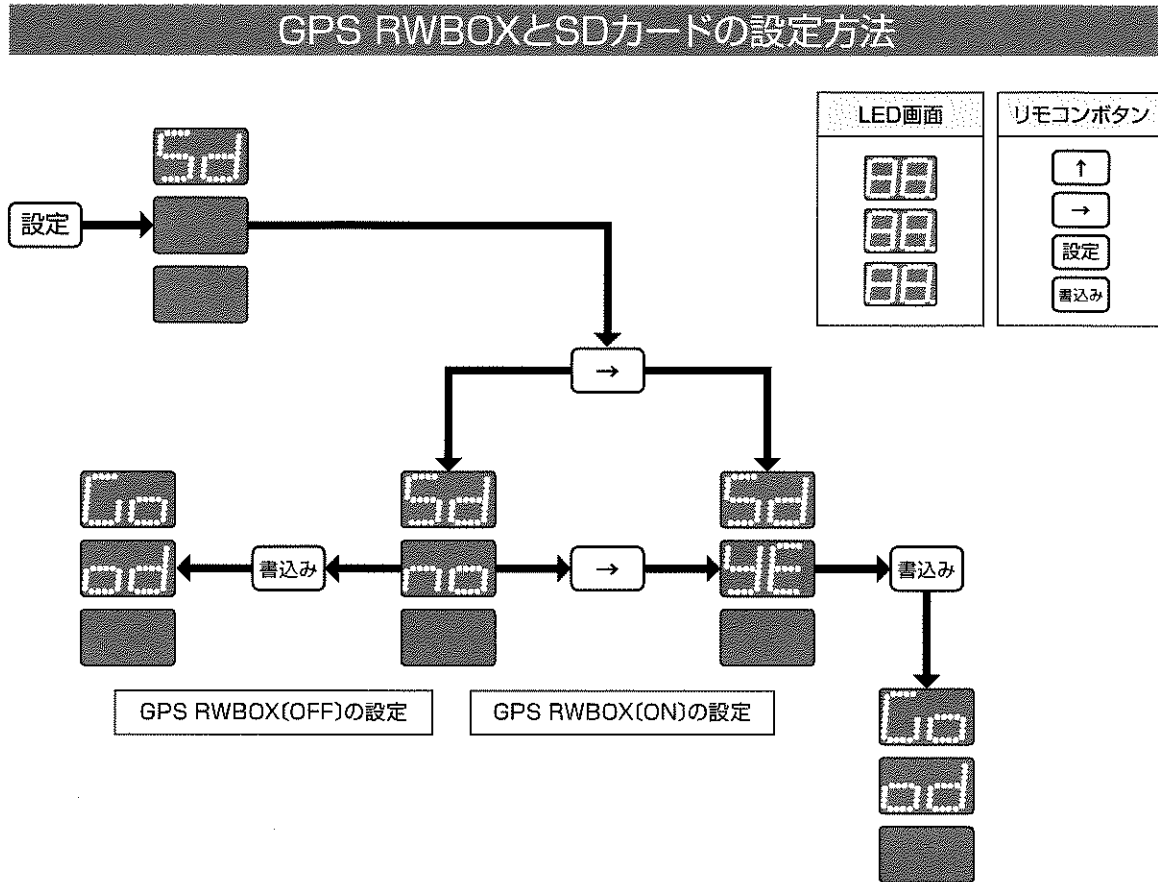 GPS RWBOXとSDカードの設定方法
LED画面
リモコンボタン
88
88
88
↑
→
設定
書込み
Sd
設定
→
Go
od
書込み
Sd
no
→
Sd
YE
書込み
GPS RWBOX(OFF)の設定
GPS RWBOX(ON)の設定
Go
od